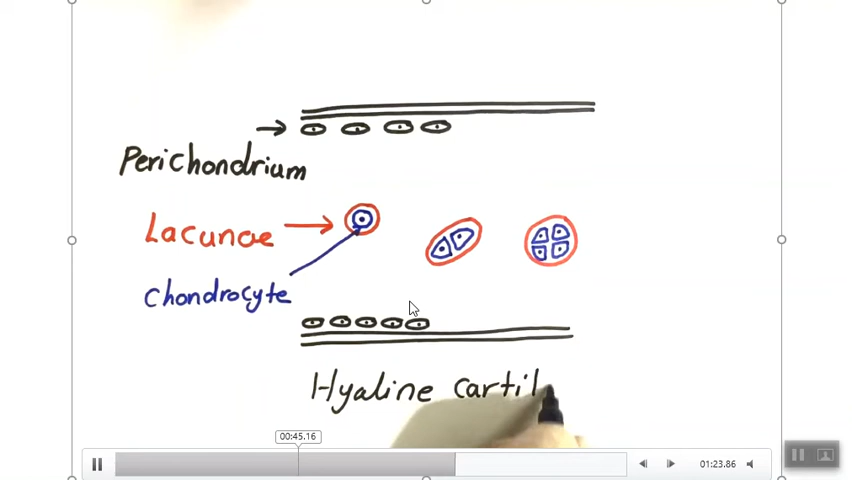 Perichondrium
Lacunae
Chondrocyte
Hyaline cartil
00:45.16
01:23.86